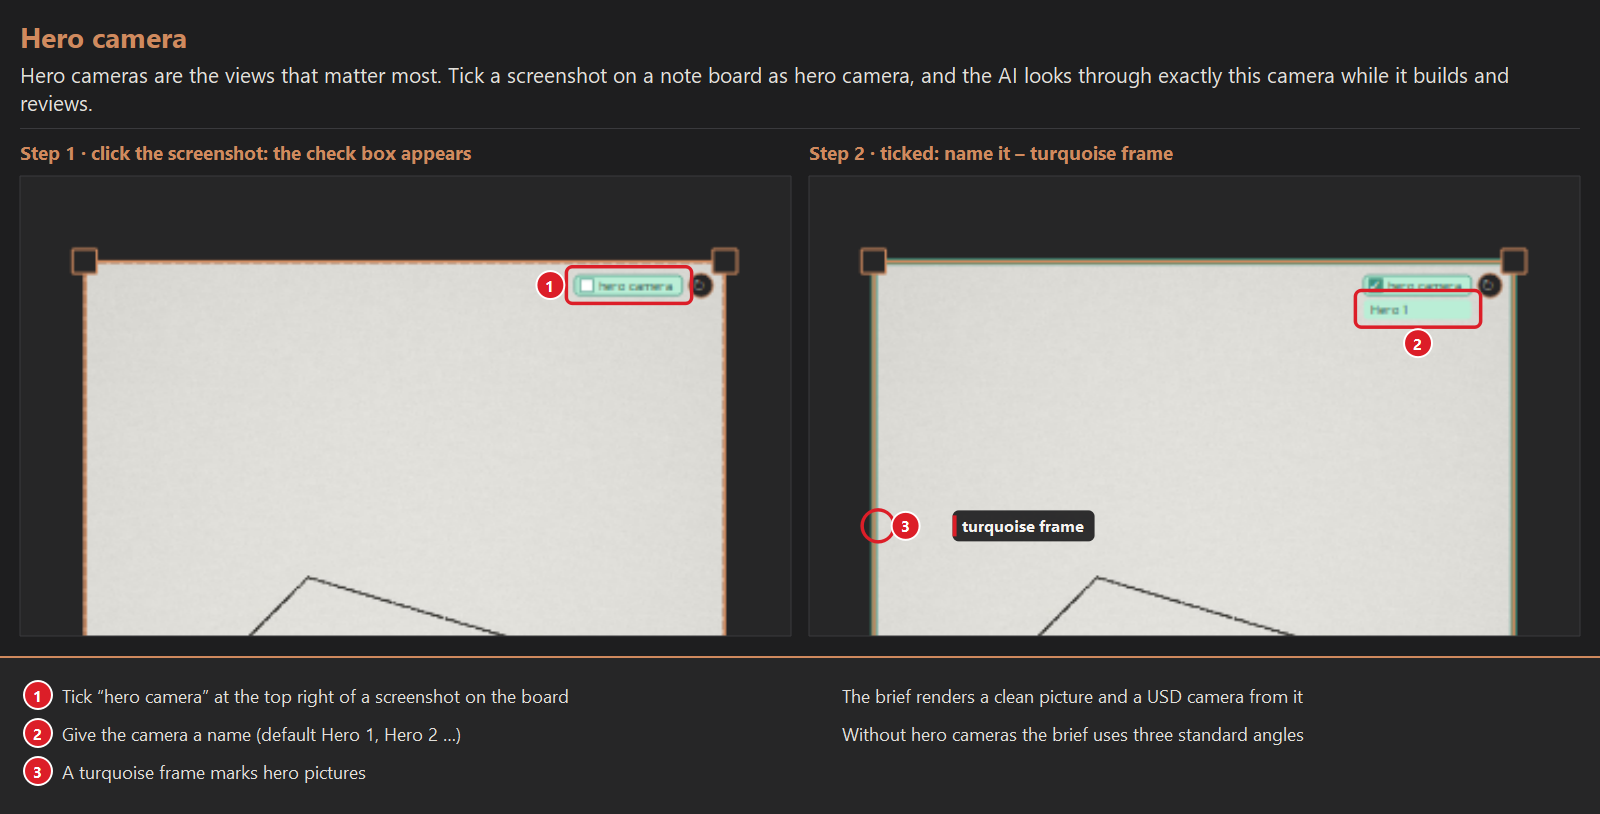 Hero camera
Hero cameras are the views that matter most. Tick a screenshot on a note board as hero camera, and the AI looks through exactly this camera while it builds and
reviews.
Step 1 · click the screenshot: the check box appears
Step 2 · ticked: name it – turquoise frame
1
hero camera
hero camera
Hero 1
2
3
turquoise frame
1 Tick “hero camera” at the top right of a screenshot on the board
2 Give the camera a name (default Hero 1, Hero 2 ...)
3 A turquoise frame marks hero pictures
The brief renders a clean picture and a USD camera from it
Without hero cameras the brief uses three standard angles